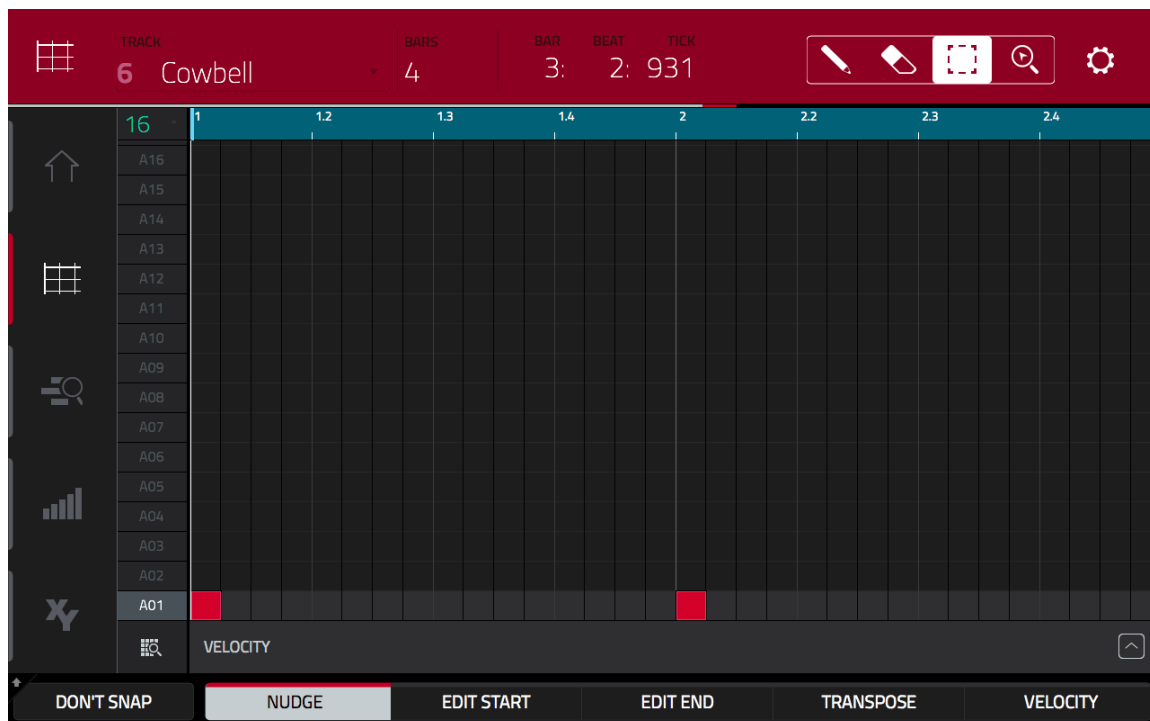 TRACK BARS BAR BEAT TICK
6 Cowbell 4 3: 2: 931
16 1 1.2 1.3 1.4 2 2.2 2.3 2.4
A16
A15
A14
A13
A12
A11
A10
A09
A08
A07
A06
A05
A04
A03
A02
A01
XY
VELOCITY
DON'T SNAP NUDGE EDIT START EDIT END TRANSPOSE VELOCITY